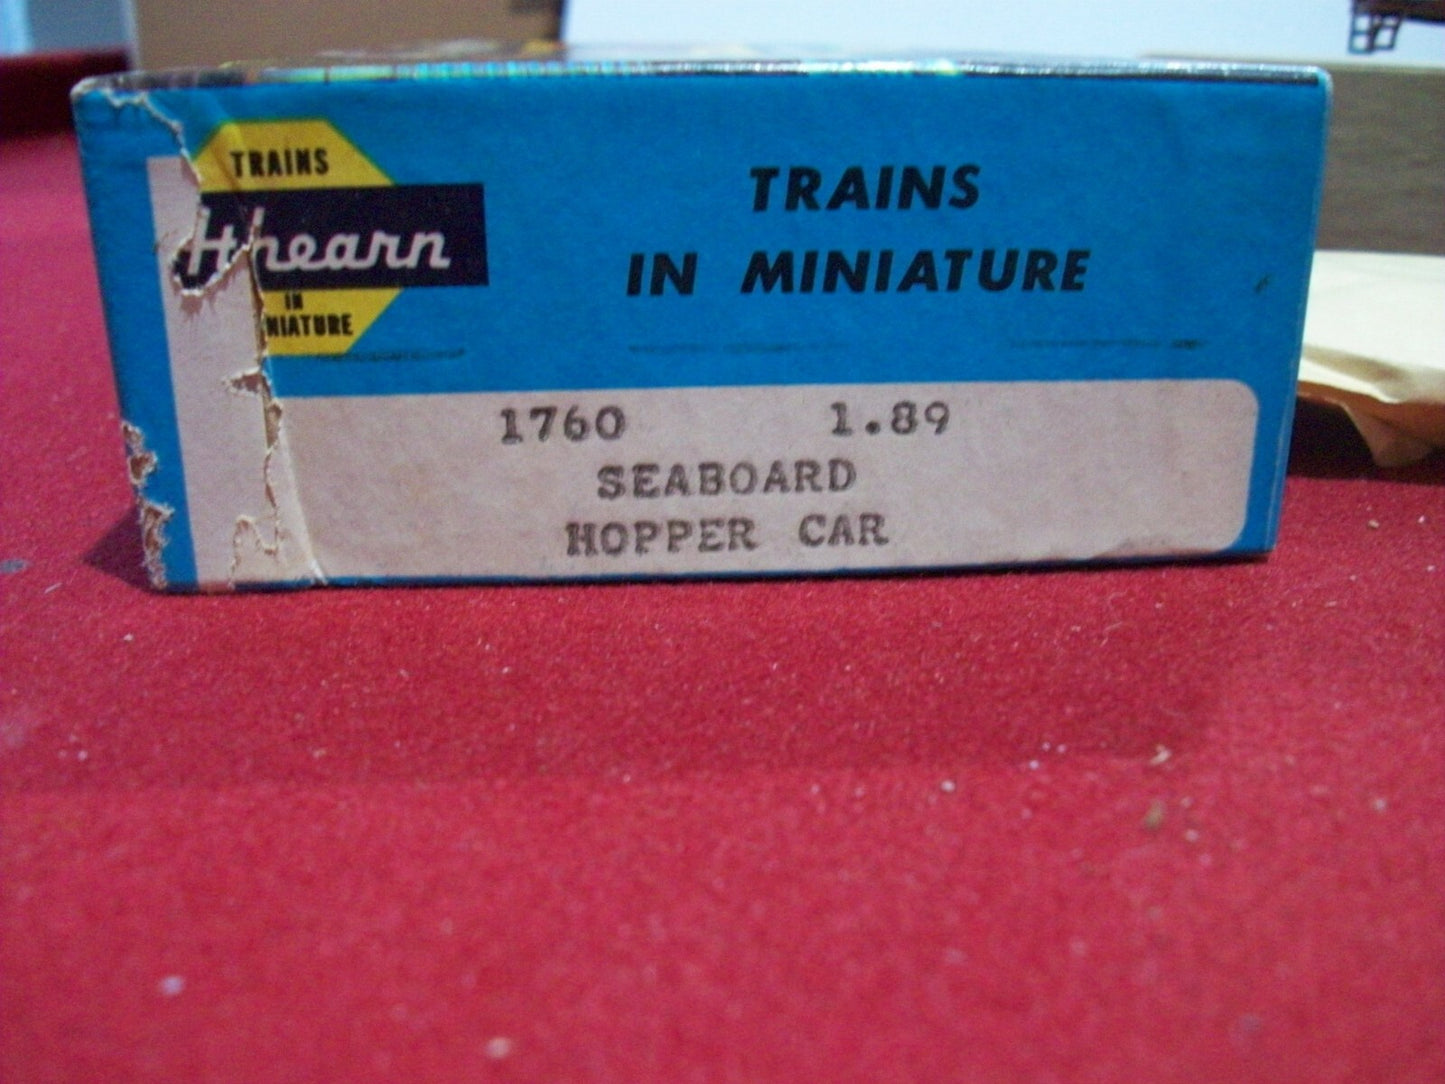 TRAINS
Athearn
IN
MINIATURE
TRAINS
IN MINIATURE
1760 1.89
SEABOARD
HOPPER CAR